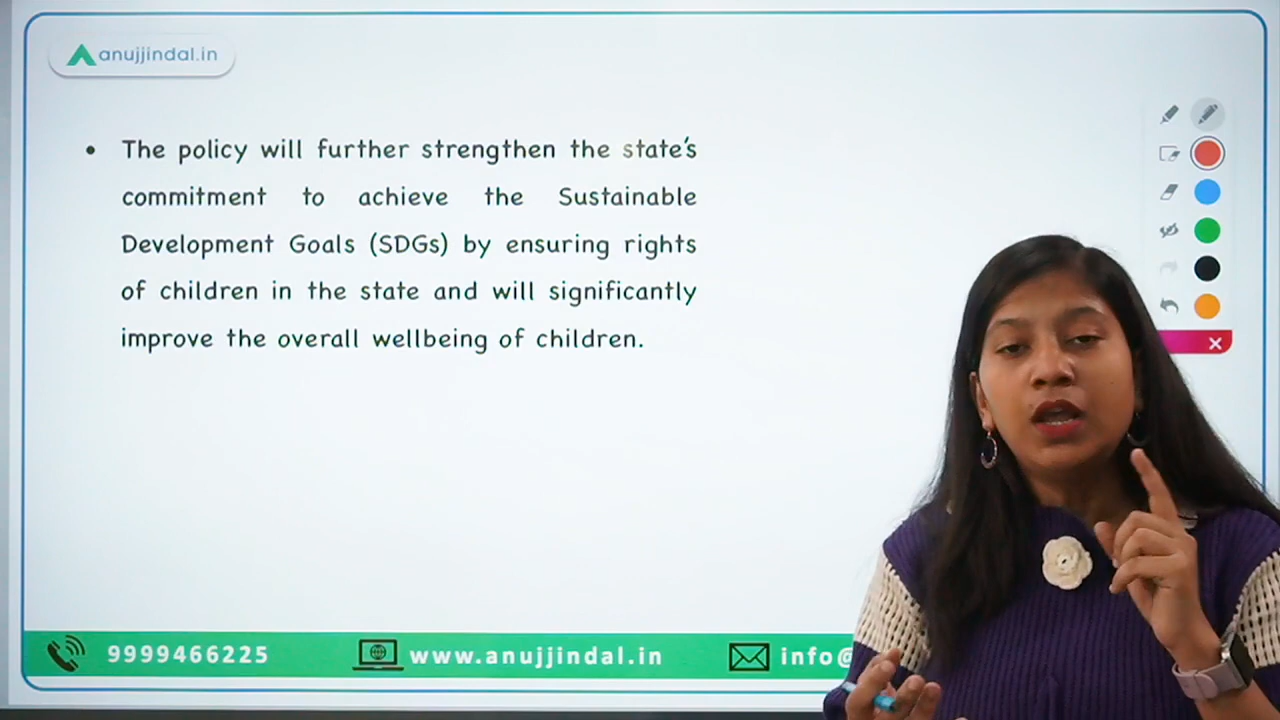 anujjindal.in
• The policy will further strengthen the state's
commitment to achieve the Sustainable
Development Goals (SDGs) by ensuring rights
of children in the state and will significantly
improve the overall wellbeing of children.
9999466225
www.anujjindal.in
info@